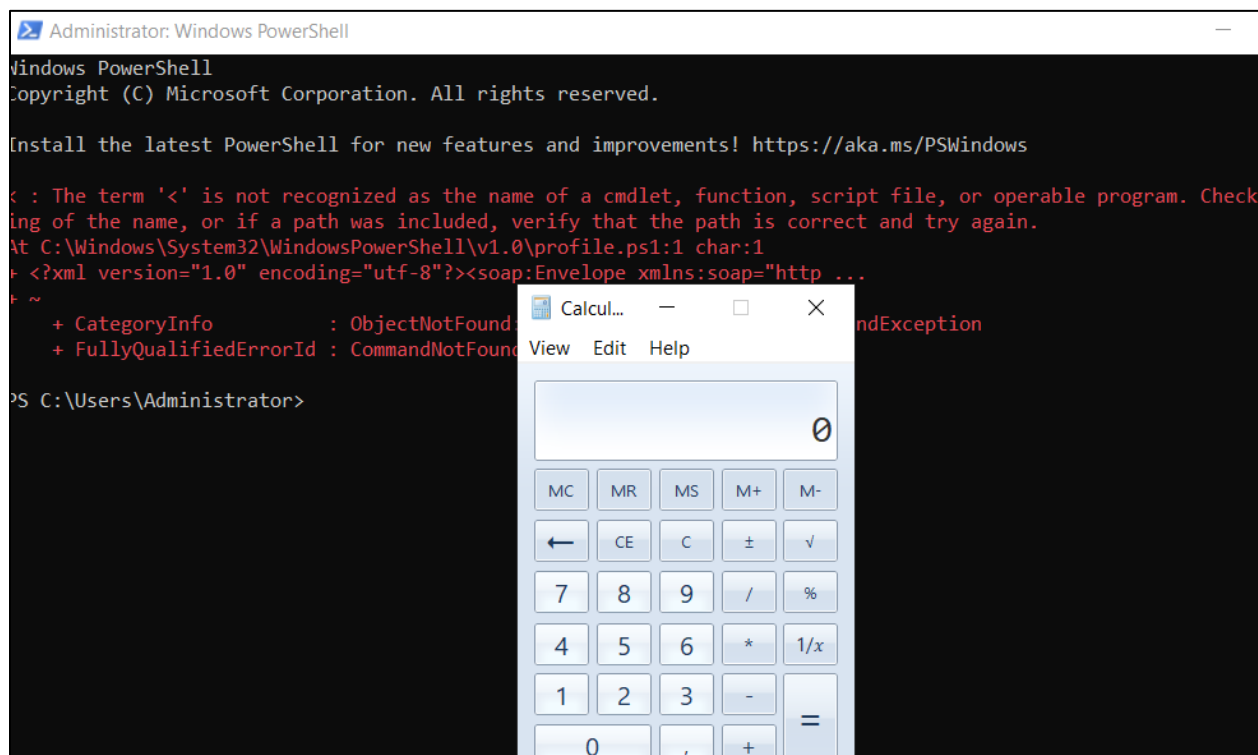 Administrator: Windows PowerShell
Windows PowerShell
Copyright (C) Microsoft Corporation. All rights reserved.
Install the latest PowerShell for new features and improvements! https://aka.ms/PSWindows
< : The term '<' is not recognized as the name of a cmdlet, function, script file, or operable program. Check
ing of the name, or if a path was included, verify that the path is correct and try again.
At C:\Windows\System32\WindowsPowerShell\v1.0\profile.ps1:1 char:1
+ <?xml version="1.0" encoding="utf-8"?><soap:Envelope xmlns:soap="http ...
+ ~
+ CategoryInfo : ObjectNotFound: ndException
+ FullyQualifiedErrorId : CommandNotFound
PS C:\Users\Administrator>
Calcul...
View Edit Help
0
MC MR MS M+ M-
← CE C ± √
7 8 9 / %
4 5 6 * 1/x
1 2 3 - =
0 , +